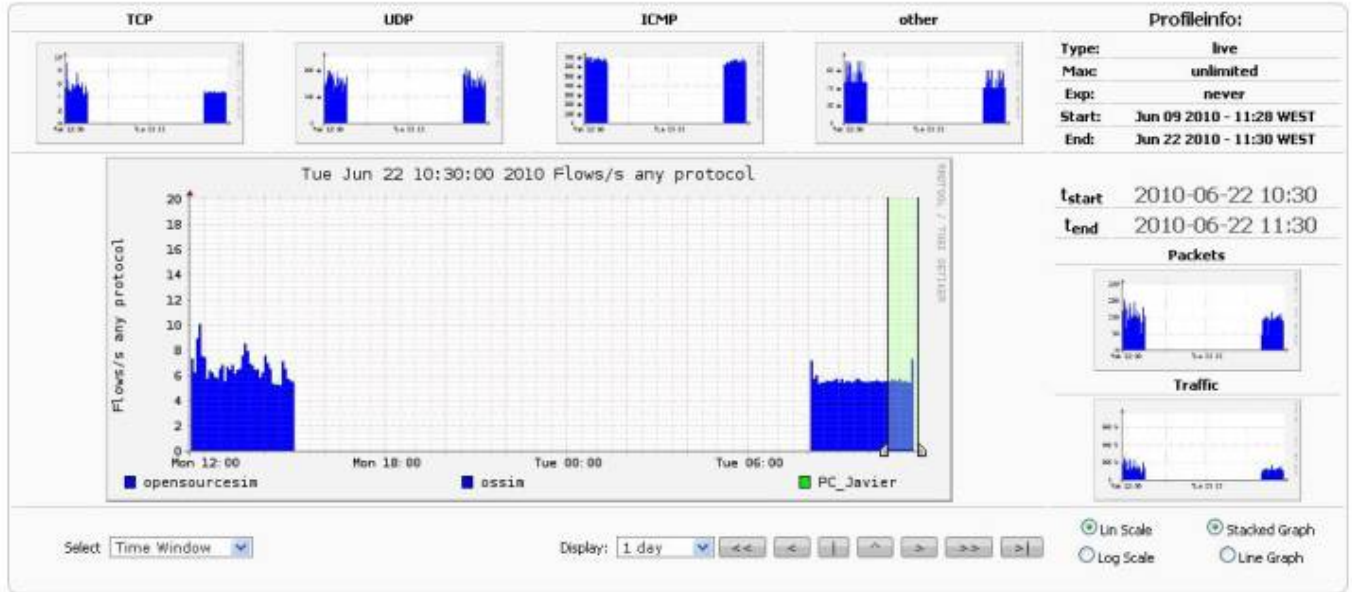 TCP UDP ICMP other Profileinfo:
Type: live
Max: unlimited
Exp: never
Start: Jun 09 2010 - 11:28 WEST
End: Jun 22 2010 - 11:30 WEST
Tue Jun 22 10:30:00 2010 Flows/s any protocol
Flows/s any protocol
20
18
16
14
12
10
8
6
4
2
0
Mon 12:00 Mon 18:00 Tue 00:00 Tue 06:00
opensourcesim ossim PC_Javier
tstart 2010-06-22 10:30
tend 2010-06-22 11:30
Packets
Traffic
Select Time Window Display: 1 day << < | ^ > >> >|
Lin Scale Stacked Graph
Log Scale Line Graph